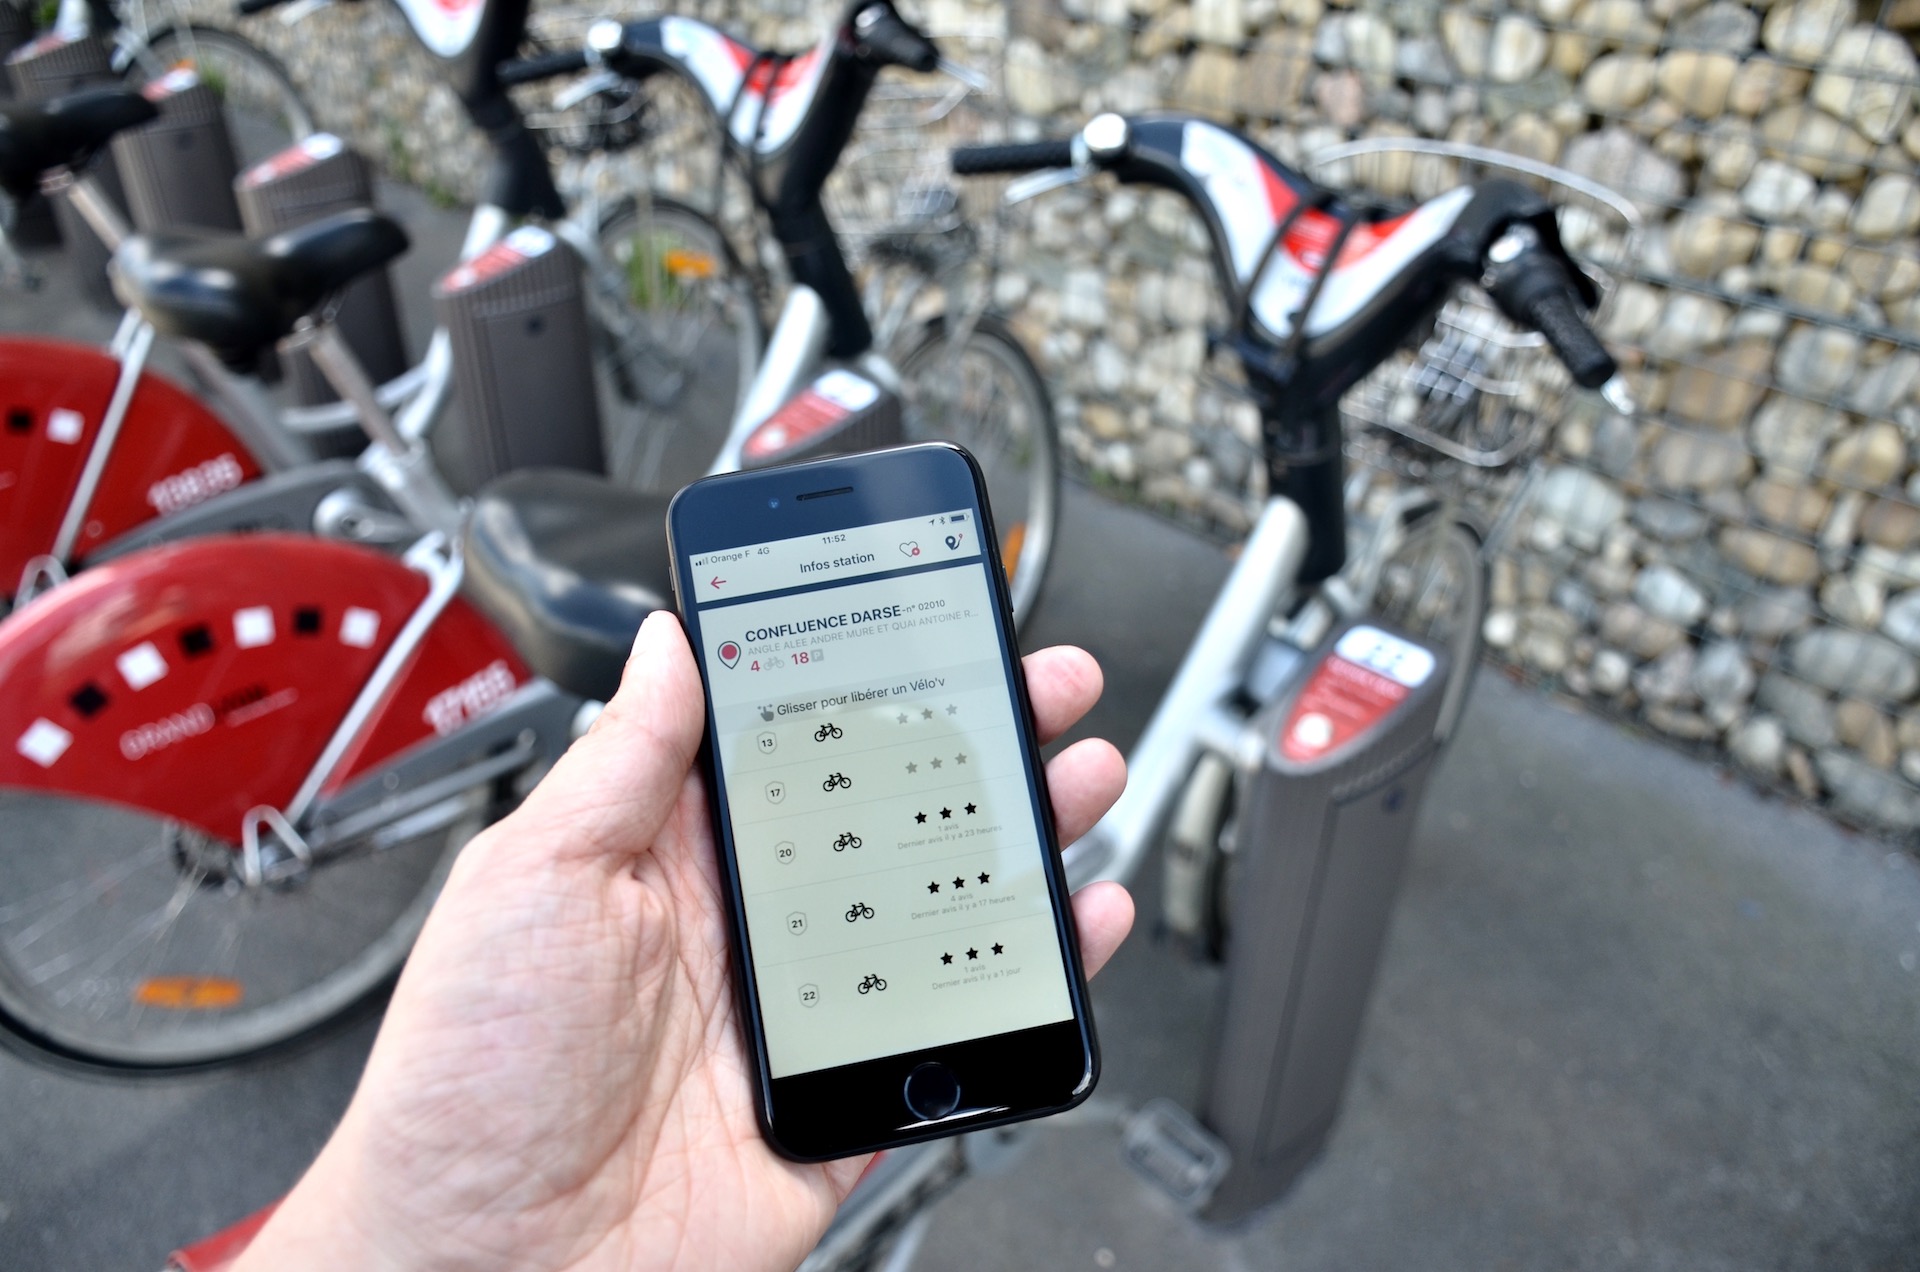 Orange F 4G 11:52
Infos station
CONFLUENCE DARSE-n° 02010
ANGLE ALEE ANDRE MURE ET QUAI ANTOINE R...
4 18 P
Glisser pour libérer un Vélo'v
13
17
20
1 avis
Dernier avis il y a 23 heures
21
4 avis
Dernier avis il y a 17 heures
22
1 avis
Dernier avis il y a 1 jour
GRAND